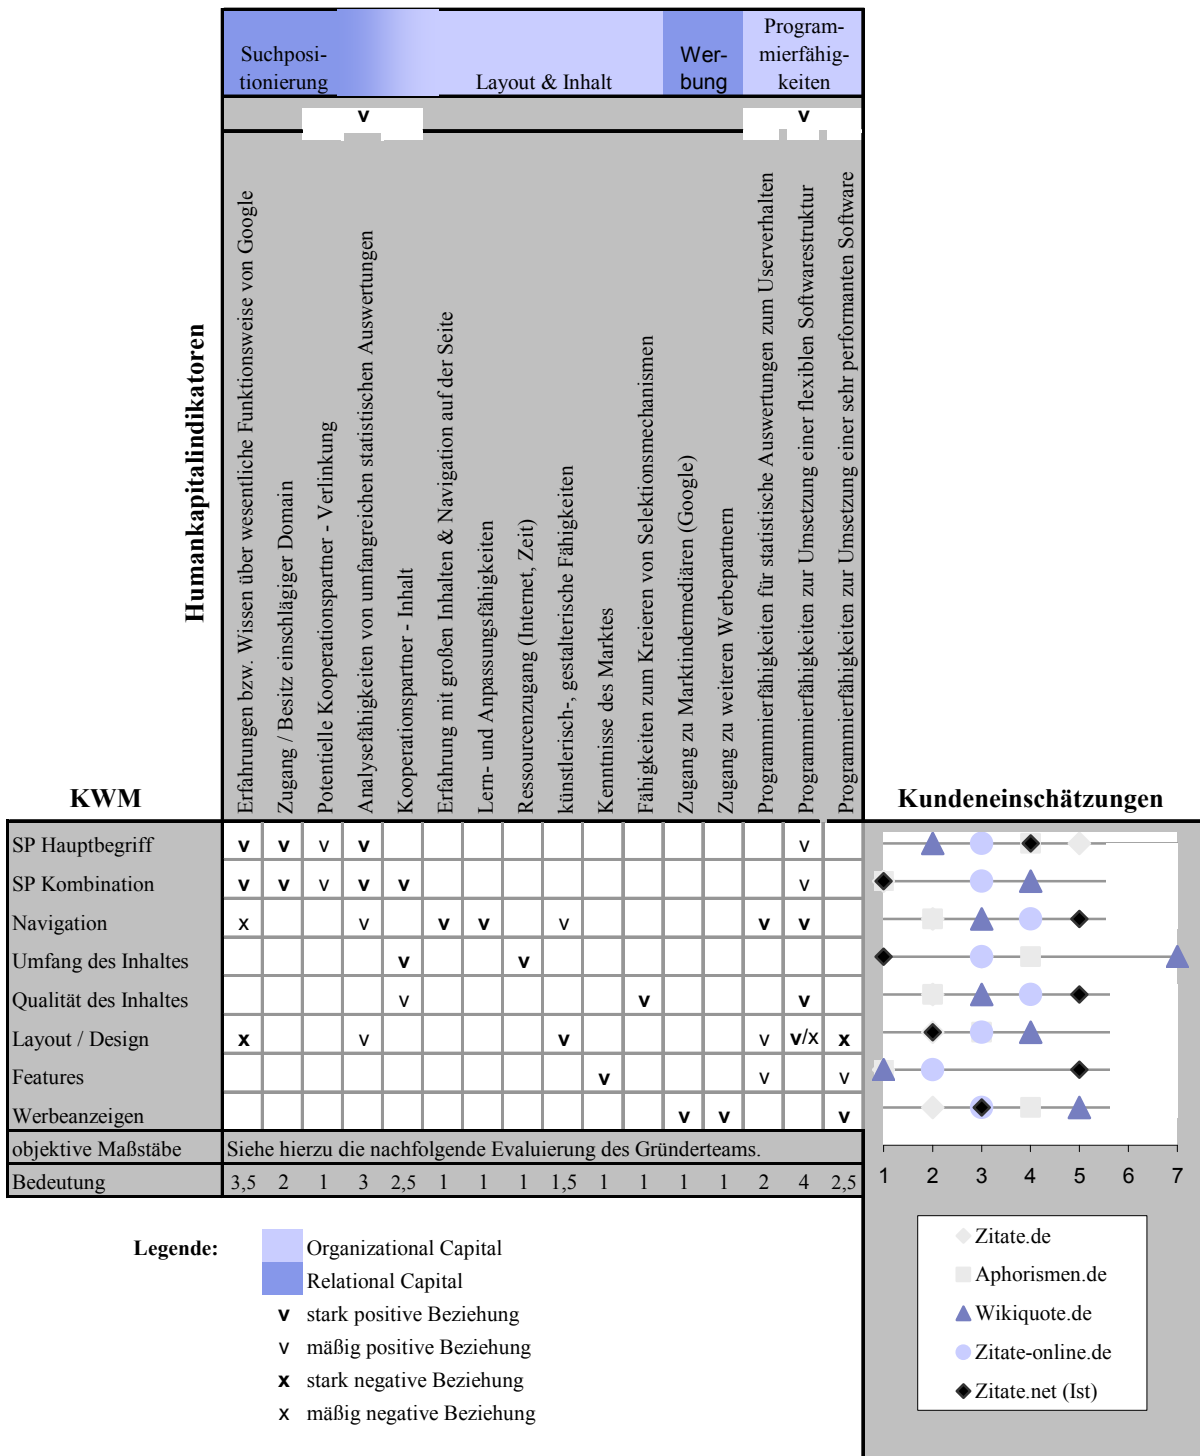 Suchposi-
tionierung
Layout & Inhalt
Wer-
bung
Program-
mierfähig-
keiten
v
v
Humankapitalindikatoren
Erfahrungen bzw. Wissen über wesentliche Funktionsweise von Google
Zugang / Besitz einschlägiger Domain
Potentielle Kooperationspartner - Verlinkung
Analysefähigkeiten von umfangreichen statistischen Auswertungen
Kooperationspartner - Inhalt
Erfahrung mit großen Inhalten & Navigation auf der Seite
Lern- und Anpassungsfähigkeiten
Ressourcenzugang (Internet, Zeit)
künstlerisch-, gestalterische Fähigkeiten
Kenntnisse des Marktes
Fähigkeiten zum Kreieren von Selektionsmechanismen
Zugang zu Marktindermediären (Google)
Zugang zu weiteren Werbepartnern
Programmierfähigkeiten für statistische Auswertungen zum Userverhalten
Programmierfähigkeiten zur Umsetzung einer flexiblen Softwarestruktur
Programmierfähigkeiten zur Umsetzung einer sehr performanten Software
KWM
Kundeneinschätzungen
SP Hauptbegriff v v v v v
SP Kombination v v v v v v
Navigation x v v v v v v
Umfang des Inhaltes v v
Qualität des Inhaltes v v v
Layout / Design x v v v v/x x
Features v v v
Werbeanzeigen v v v
objektive Maßstäbe Siehe hierzu die nachfolgende Evaluierung des Gründerteams.
Bedeutung 3,5 2 1 3 2,5 1 1 1 1,5 1 1 1 1 2 4 2,5
1 2 3 4 5 6 7
Legende:
Organizational Capital
Relational Capital
v stark positive Beziehung
v mäßig positive Beziehung
x stark negative Beziehung
x mäßig negative Beziehung
Zitate.de
Aphorismen.de
Wikiquote.de
Zitate-online.de
Zitate.net (Ist)